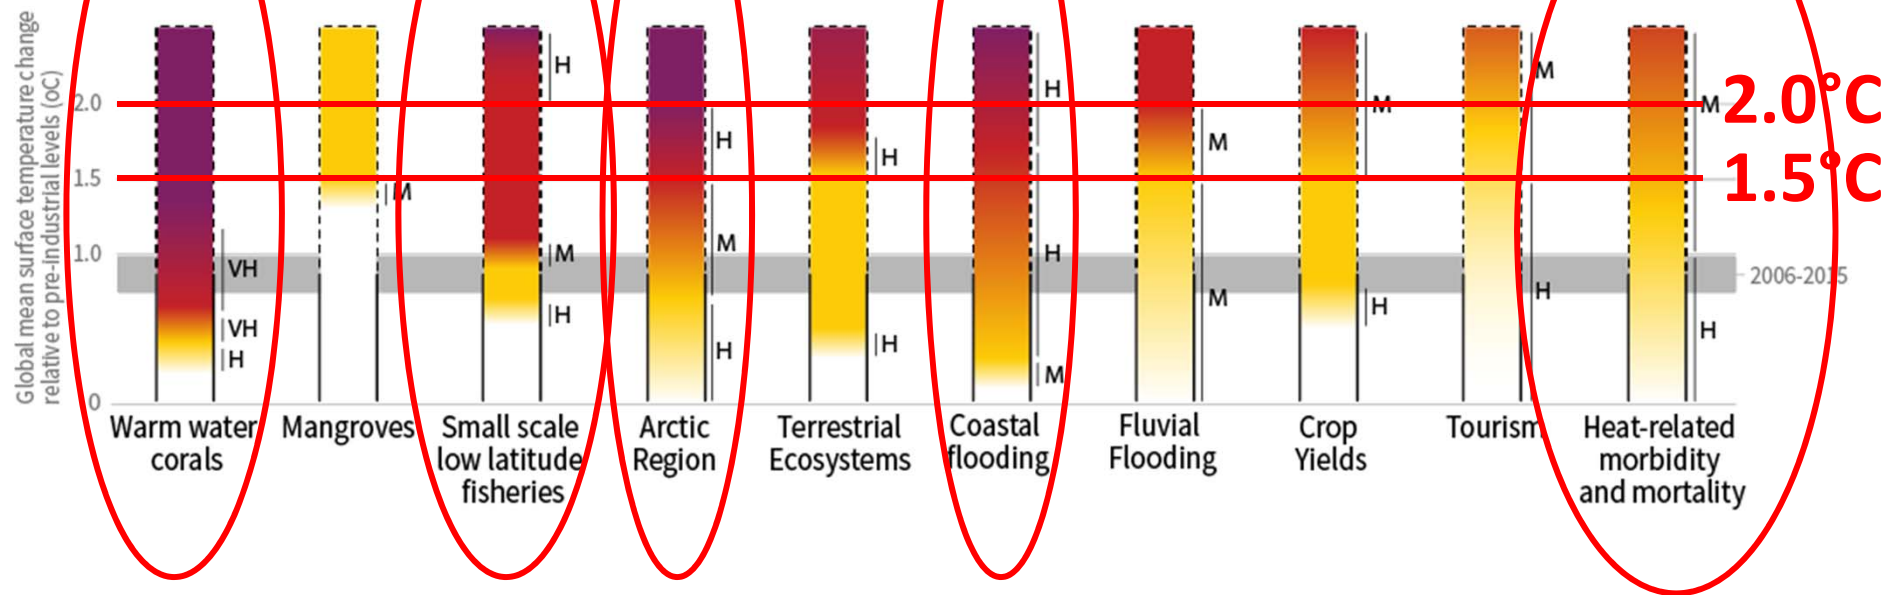 Global mean surface temperature change
relative to pre-industrial levels (oC)
2.0
1.5
1.0
0
VH
VH
H
M
H
M
H
H
M
H
H
H
H
H
M
M
M
M
H
M
H
M
H
2.0°C
1.5°C
2006-2015
Warm water
corals
Mangroves
Small scale
low latitude
fisheries
Arctic
Region
Terrestrial
Ecosystems
Coastal
flooding
Fluvial
Flooding
Crop
Yields
Tourism
Heat-related
morbidity
and mortality